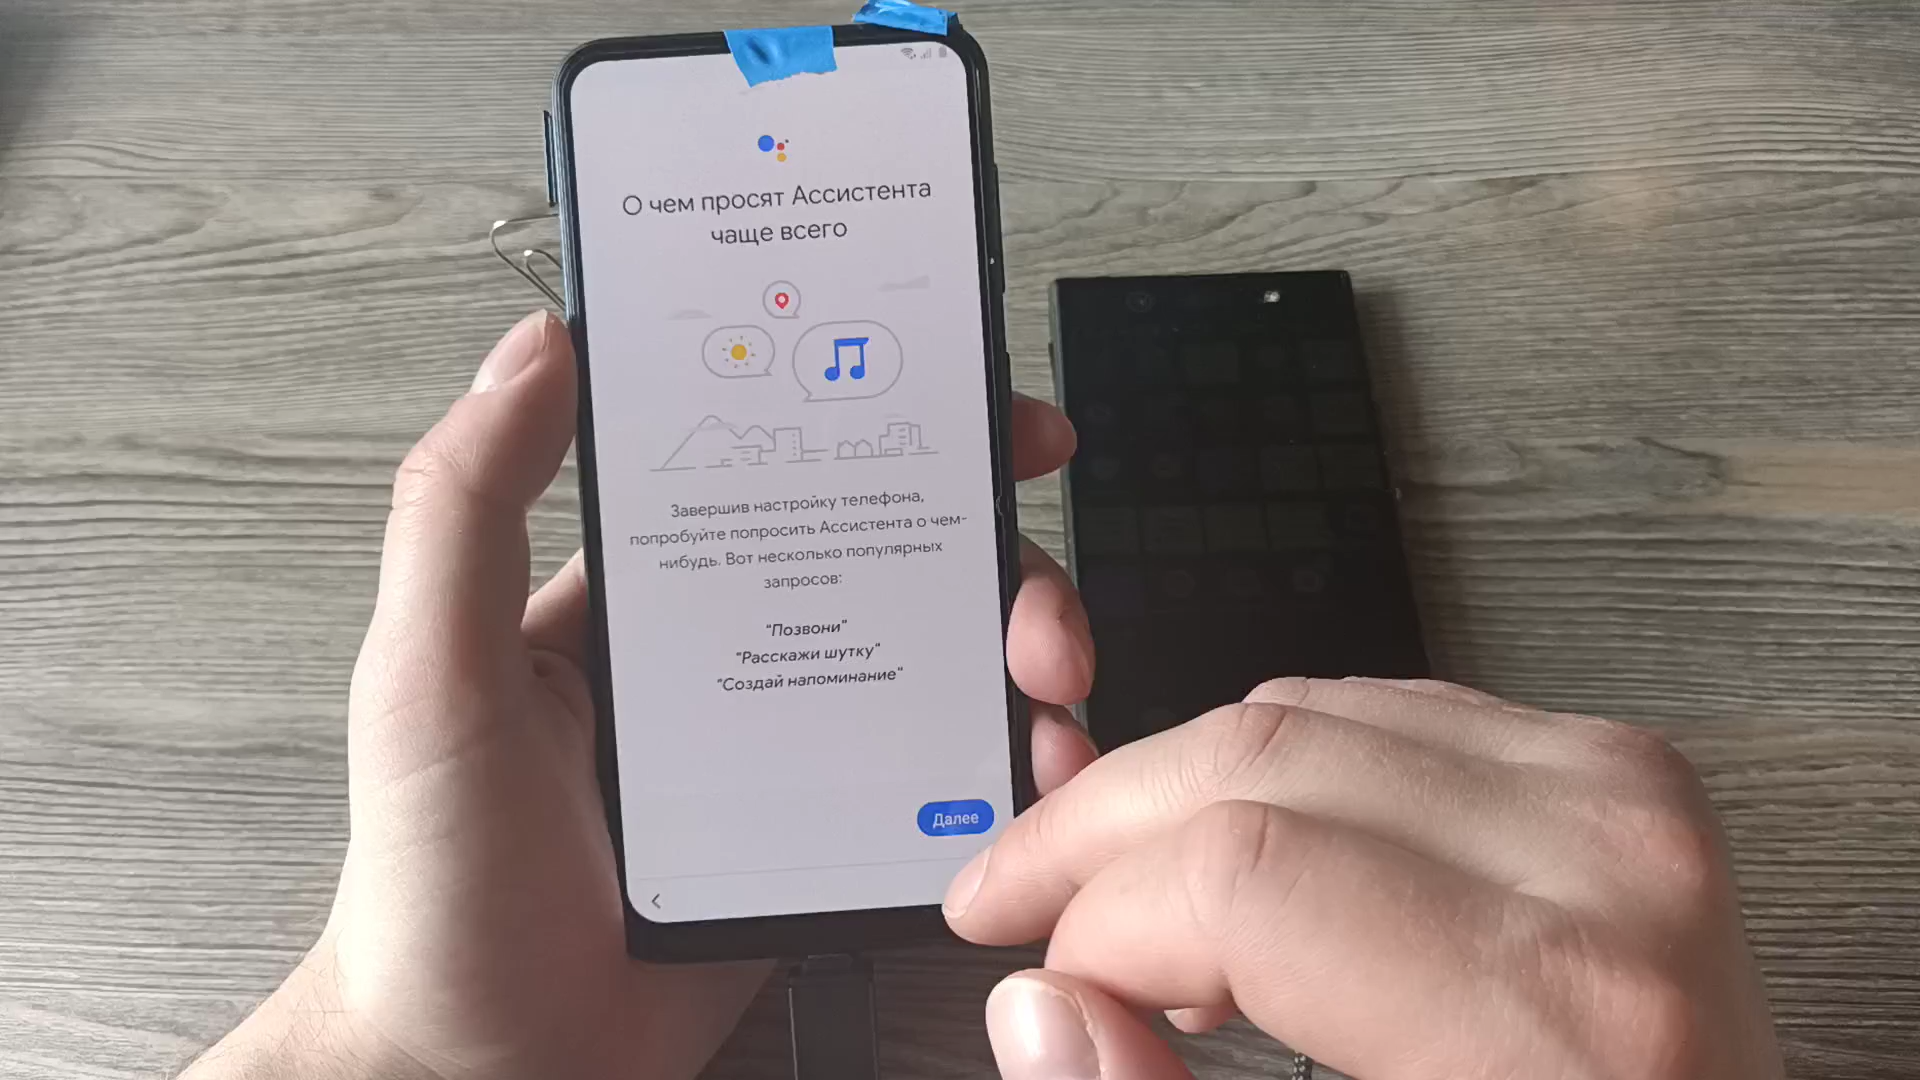 О чем просят Ассистента
чаще всего
Завершив настройку телефона,
попробуйте попросить Ассистента о чем-
нибудь. Вот несколько популярных
запросов:
"Позвони"
"Расскажи шутку"
"Создай напоминание"
Далее